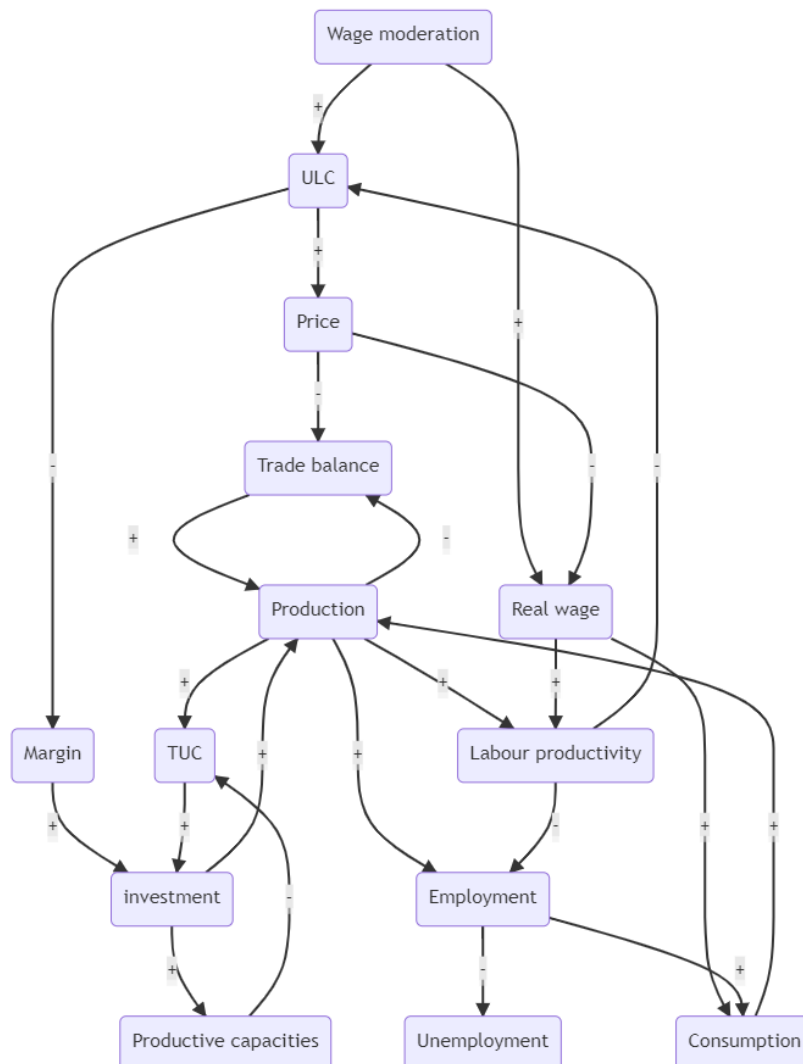 Wage moderation
+
ULC
+
Price
+
-
-
-
-
Trade balance
+
-
Production
Real wage
+
+
+
Margin
TUC
Labour productivity
+
+
+
+
-
+
+
investment
Employment
-
+
-
+
Productive capacities
Unemployment
Consumption